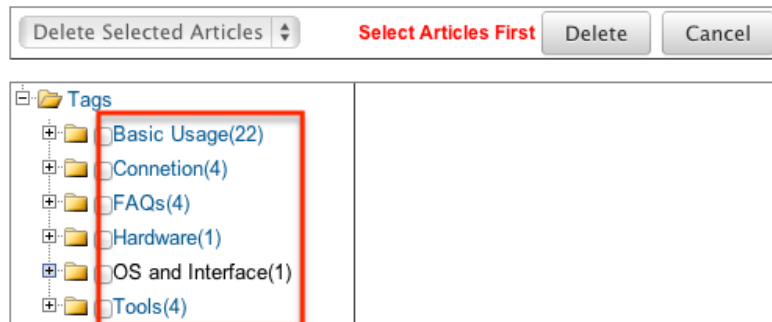 Delete Selected Articles Select Articles First Delete Cancel
Tags
Basic Usage(22)
Connetion(4)
FAQs(4)
Hardware(1)
OS and Interface(1)
Tools(4)